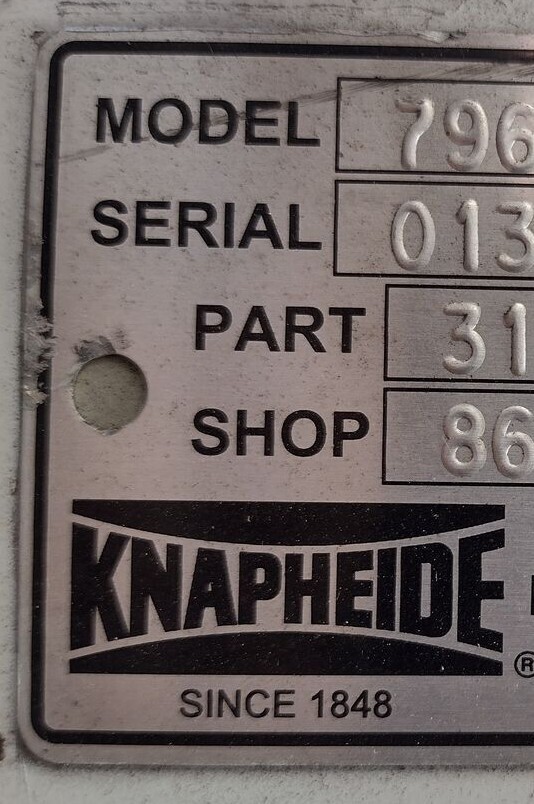 MODEL 796
SERIAL 013
PART 31
SHOP 86
KNAPHEIDE
®
SINCE 1848